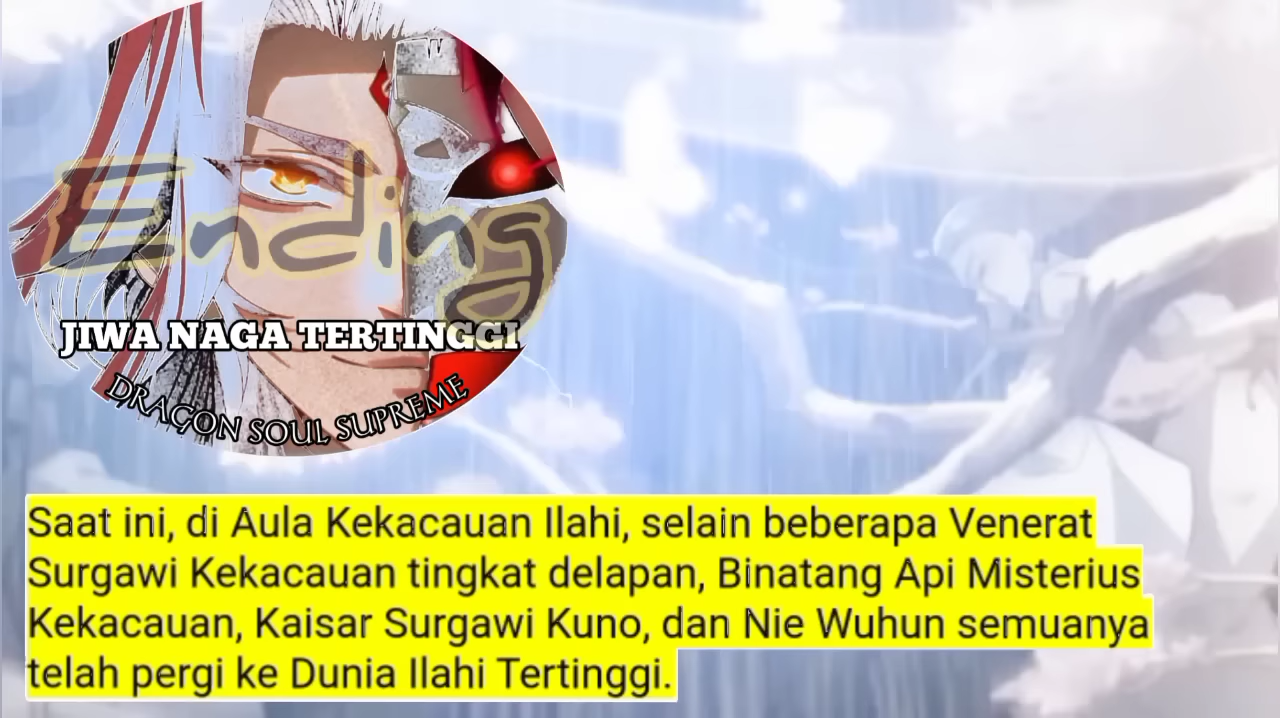 Ending
JIWA NAGA TERTINGGI
DRAGON SOUL SUPREME
Saat ini, di Aula Kekacauan Ilahi, selain beberapa Venerat
Surgawi Kekacauan tingkat delapan, Binatang Api Misterius
Kekacauan, Kaisar Surgawi Kuno, dan Nie Wuhun semuanya
telah pergi ke Dunia Ilahi Tertinggi.